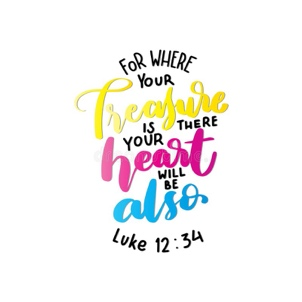 FOR WHERE
YOUR
Treasure
IS THERE
YOUR
heart
WILL
BE
also
Luke 12:34